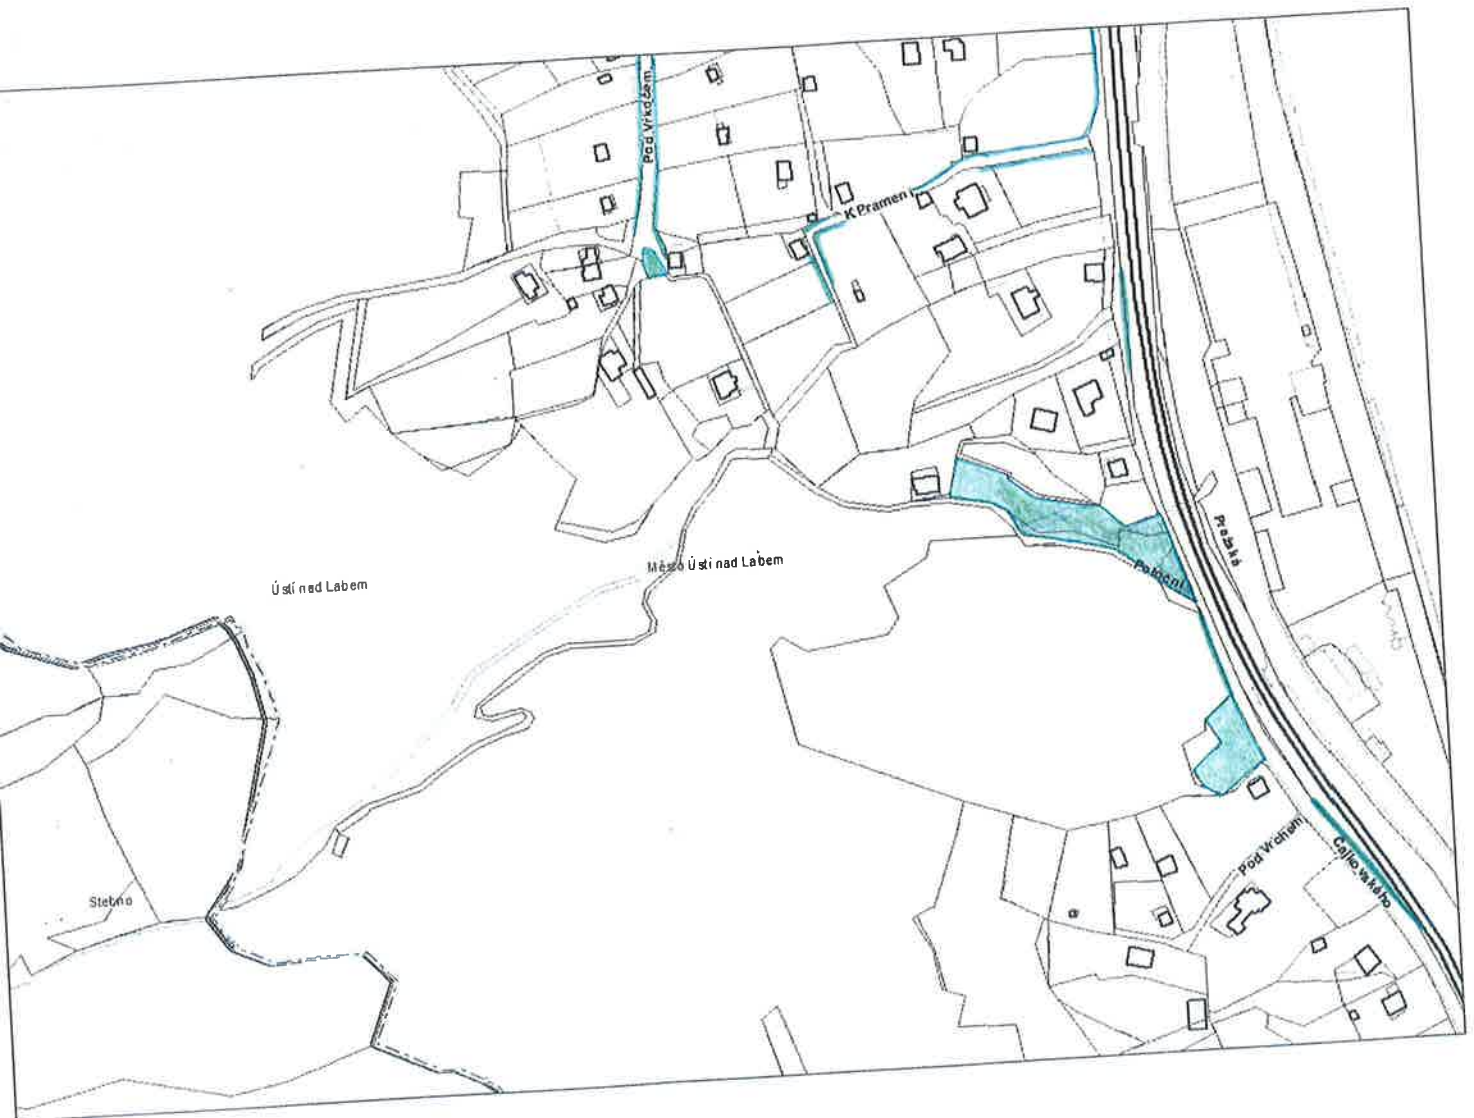 Pod Vrkočem
K Pramen
Pražská
Město Ústí nad Labem
Ústí nad Labem
Potoční
Pod Vrchem
Čajkovského
Stebno